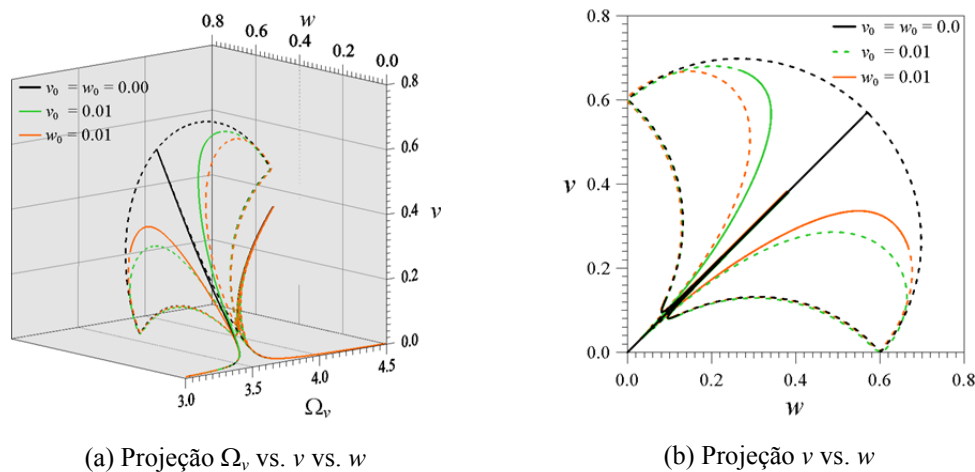 0.8
0.6
w
0.4
0.2
0.0
v₀ = w₀ = 0.00
v₀ = 0.01
w₀ = 0.01
0.8
0.6
v
0.4
0.2
0.0
3.0
3.5
4.0
4.5
Ωᵥ
(a) Projeção Ωᵥ vs. v vs. w
0.8
v₀ = w₀ = 0.0
v₀ = 0.01
w₀ = 0.01
0.6
v
0.4
0.2
0.0
0.0
0.2
0.4
0.6
0.8
w
(b) Projeção v vs. w